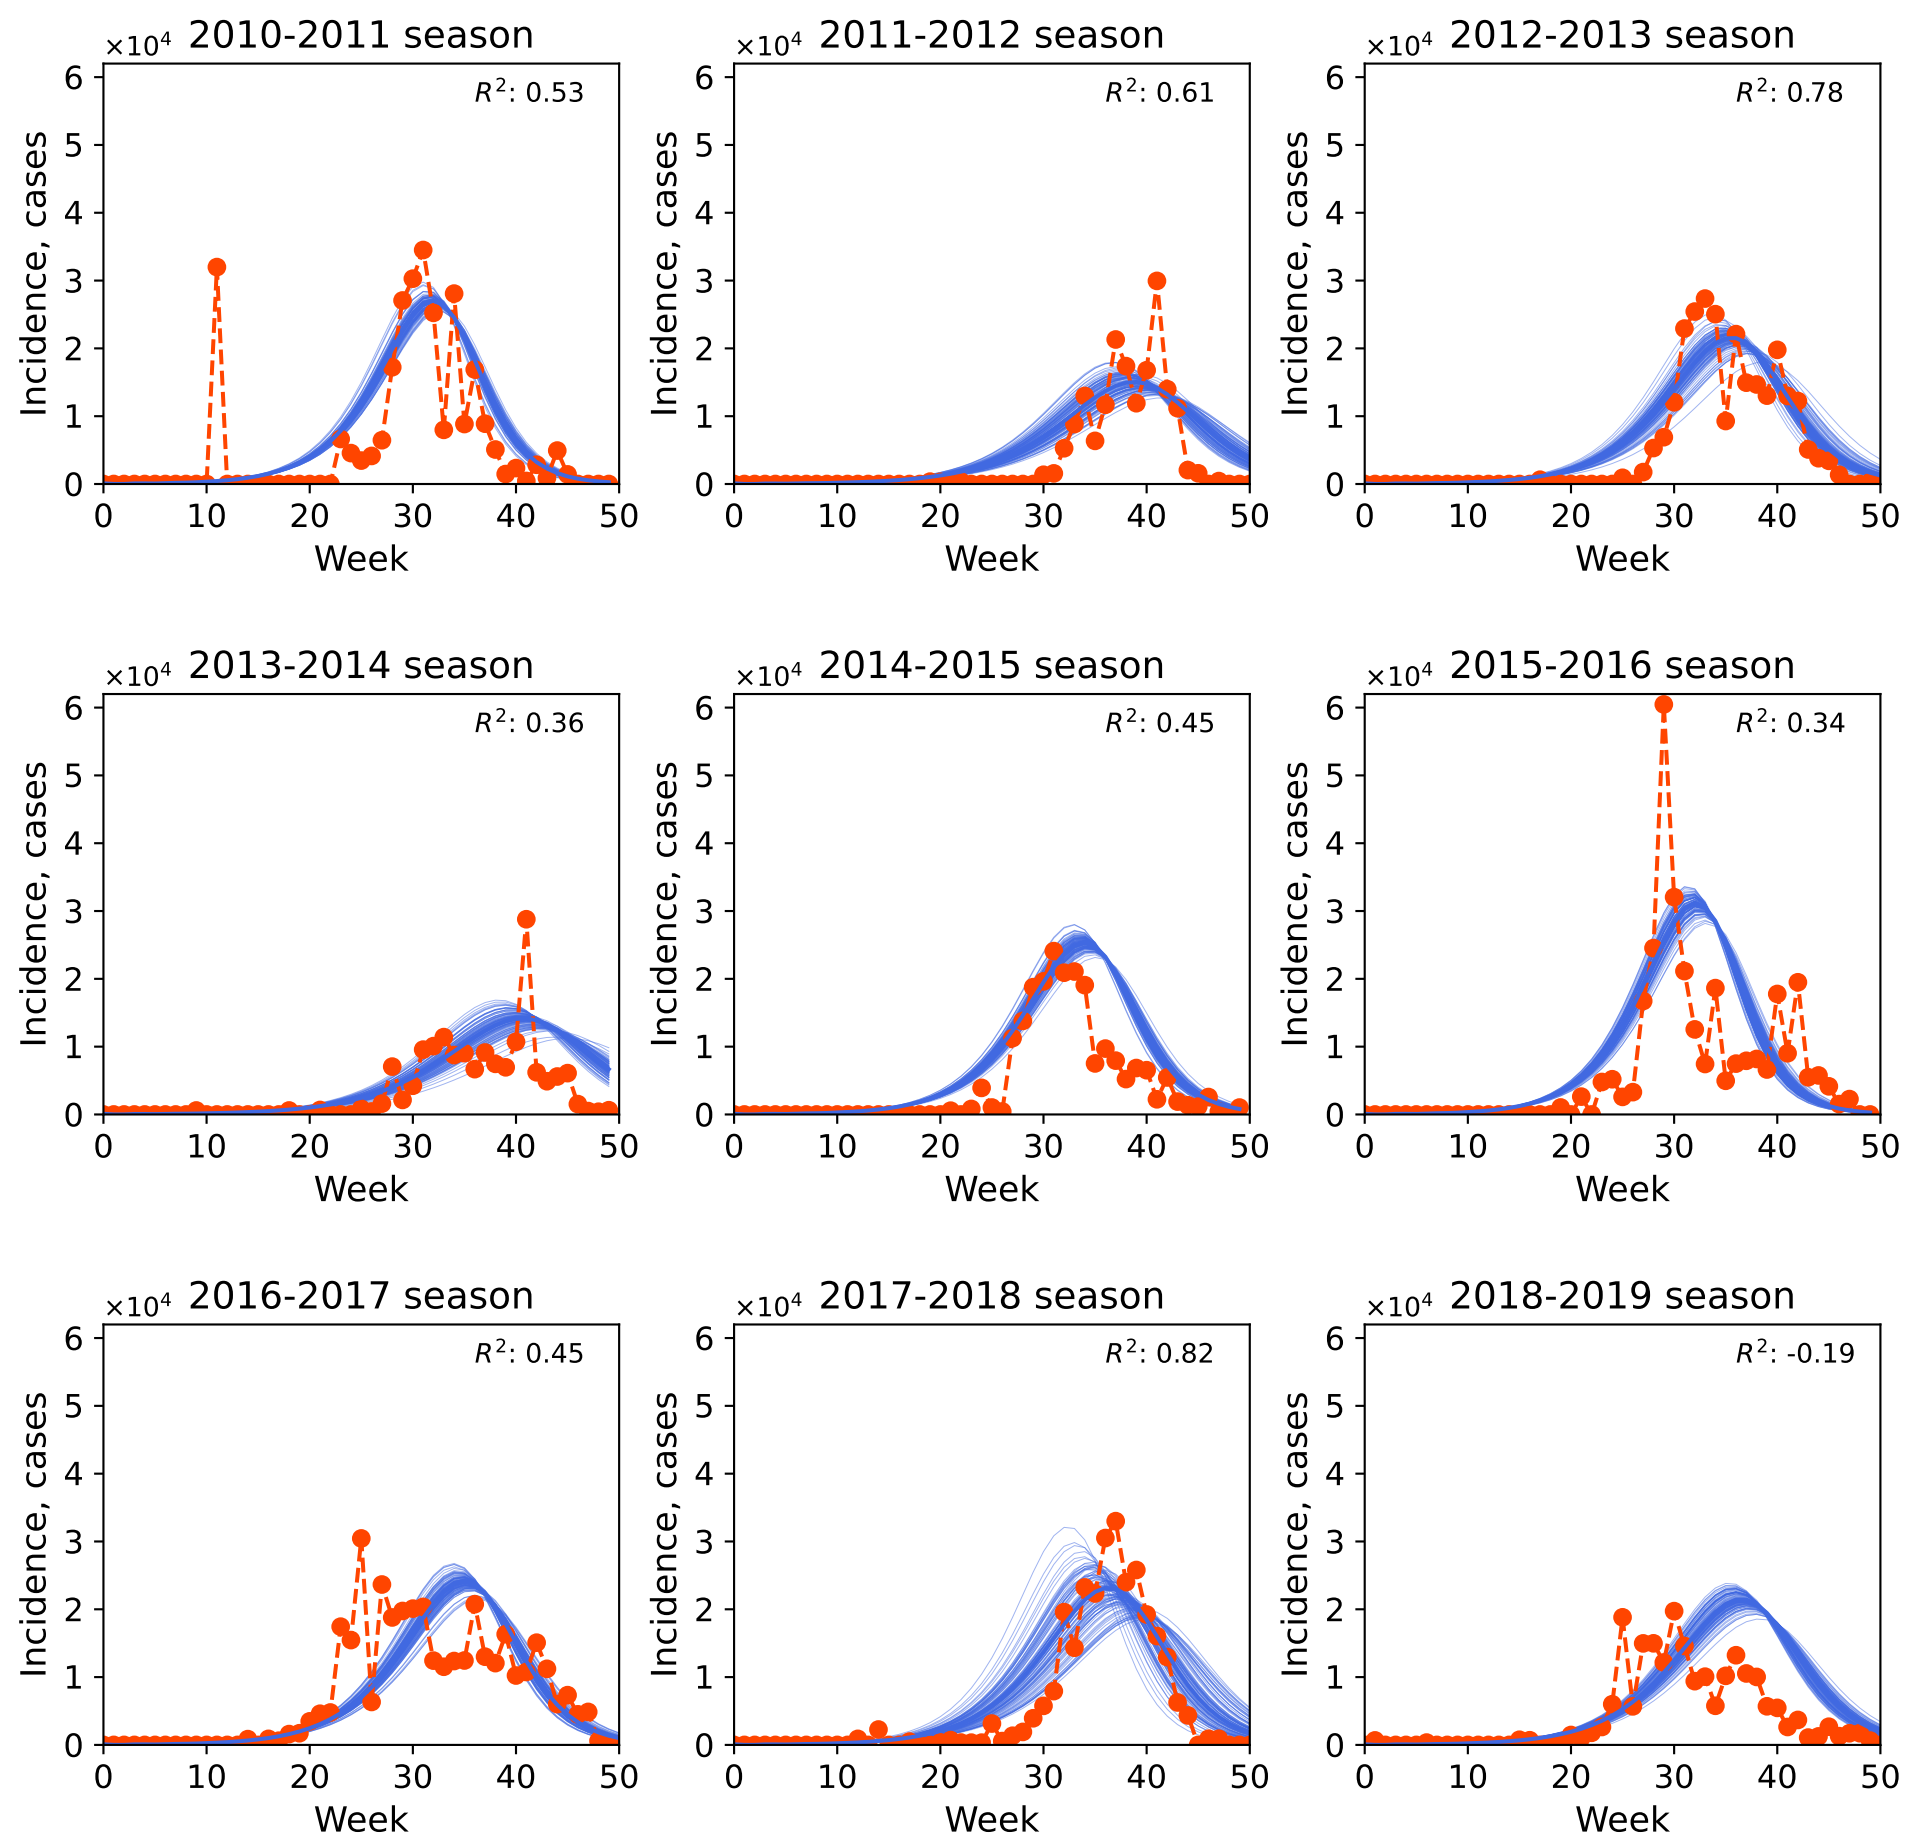 ×10⁴ 2010-2011 season
R²: 0.53
Incidence, cases
6
5
4
3
2
1
0
0 10 20 30 40 50
Week
×10⁴ 2011-2012 season
R²: 0.61
Incidence, cases
6
5
4
3
2
1
0
0 10 20 30 40 50
Week
×10⁴ 2012-2013 season
R²: 0.78
Incidence, cases
6
5
4
3
2
1
0
0 10 20 30 40 50
Week
×10⁴ 2013-2014 season
R²: 0.36
Incidence, cases
6
5
4
3
2
1
0
0 10 20 30 40 50
Week
×10⁴ 2014-2015 season
R²: 0.45
Incidence, cases
6
5
4
3
2
1
0
0 10 20 30 40 50
Week
×10⁴ 2015-2016 season
R²: 0.34
Incidence, cases
6
5
4
3
2
1
0
0 10 20 30 40 50
Week
×10⁴ 2016-2017 season
R²: 0.45
Incidence, cases
6
5
4
3
2
1
0
0 10 20 30 40 50
Week
×10⁴ 2017-2018 season
R²: 0.82
Incidence, cases
6
5
4
3
2
1
0
0 10 20 30 40 50
Week
×10⁴ 2018-2019 season
R²: -0.19
Incidence, cases
6
5
4
3
2
1
0
0 10 20 30 40 50
Week